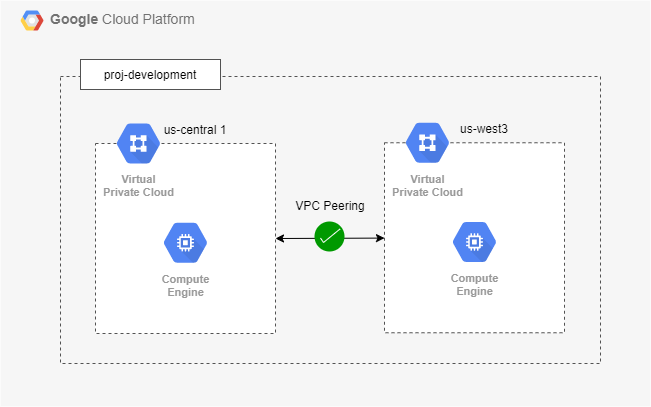 Google Cloud Platform
proj-development
us-central 1
us-west3
Virtual
Private Cloud
Virtual
Private Cloud
VPC Peering
Compute
Engine
Compute
Engine